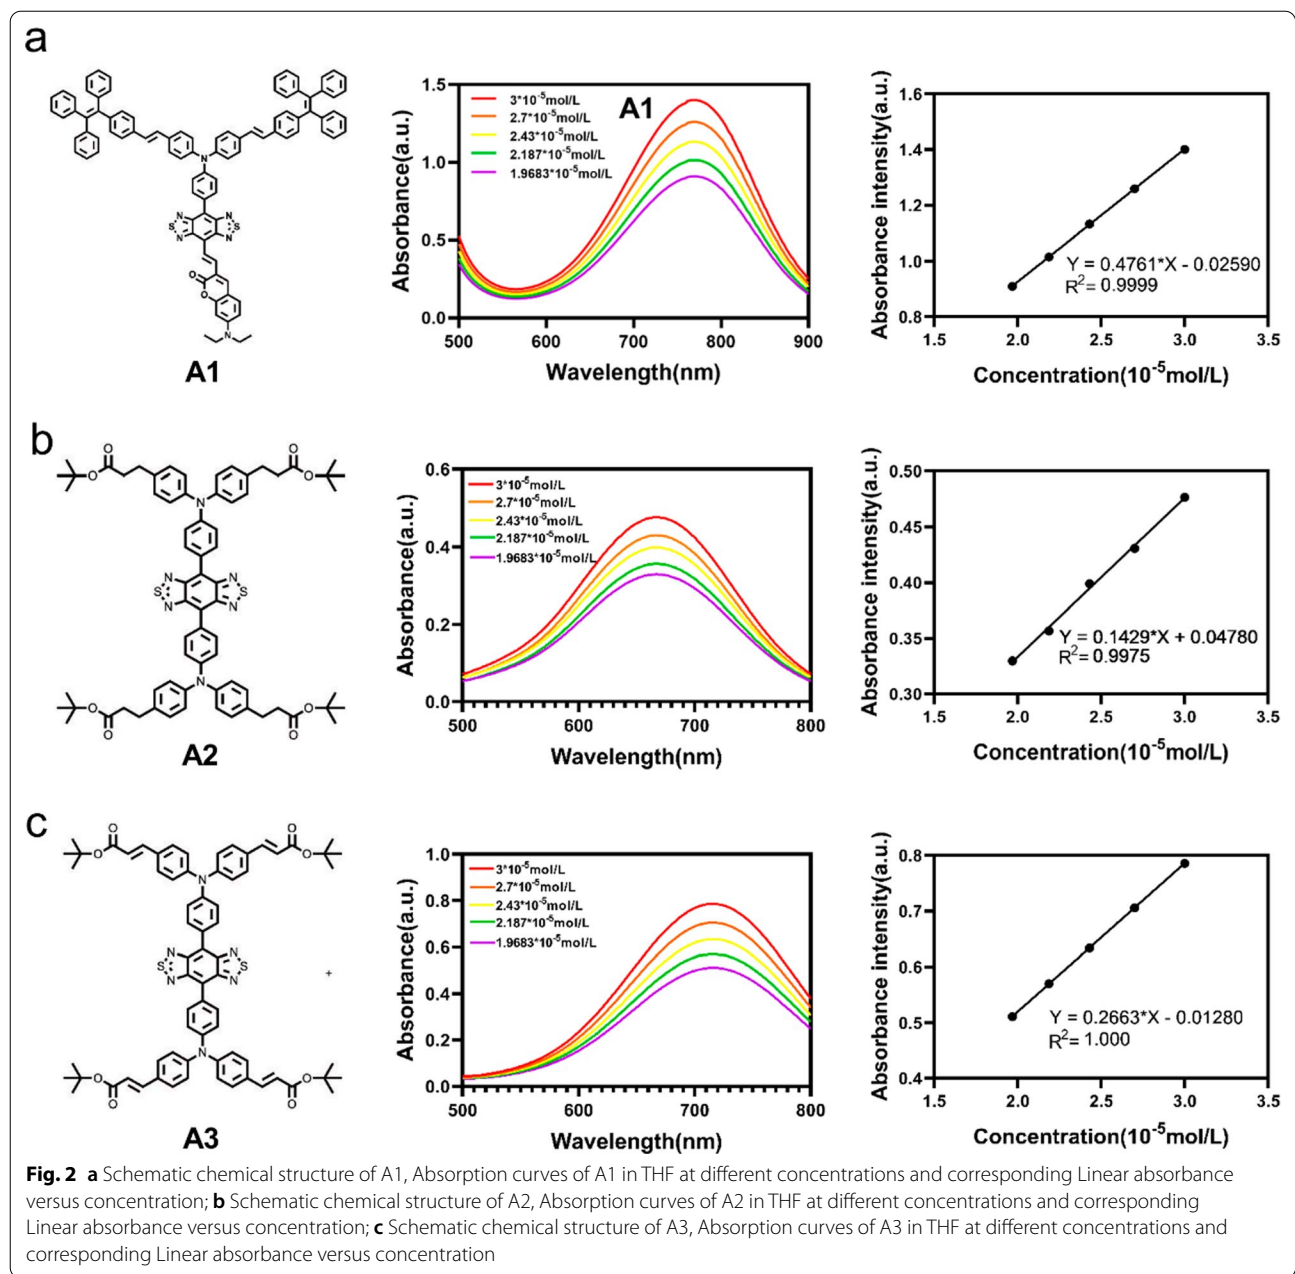 a
A1
A1
3*10-5mol/L
2.7*10-5mol/L
2.43*10-5mol/L
2.187*10-5mol/L
1.9683*10-5mol/L
1.5
1.0
0.5
0.0
500 600 700 800 900
Absorbance(a.u.)
Wavelength(nm)
1.6
1.4
1.2
1.0
0.8
1.5 2.0 2.5 3.0 3.5
Absorbance intensity(a.u.)
Concentration(10-5mol/L)
Y = 0.4761*X - 0.02590
R2= 0.9999
N
N N
S S
N N
O
O
N
b
A2
O O
O O
N
N N
S S
N N
N
O O
O O
3*10-5mol/L
2.7*10-5mol/L
2.43*10-5mol/L
2.187*10-5mol/L
1.9683*10-5mol/L
0.6
0.4
0.2
0.0
500 600 700 800
Absorbance(a.u.)
Wavelength(nm)
0.50
0.45
0.40
0.35
0.30
1.5 2.0 2.5 3.0 3.5
Absorbance intensity(a.u.)
Concentration(10-5mol/L)
Y = 0.1429*X + 0.04780
R2= 0.9975
c
A3
O O
O O
N
N N
S S
N N
N
O O
O O
+
3*10-5mol/L
2.7*10-5mol/L
2.43*10-5mol/L
2.187*10-5mol/L
1.9683*10-5mol/L
1.0
0.8
0.6
0.4
0.2
0.0
500 600 700 800
Absorbance(a.u.)
Wavelength(nm)
0.8
0.7
0.6
0.5
0.4
1.5 2.0 2.5 3.0 3.5
Absorbance intensity(a.u.)
Concentration(10-5mol/L)
Y = 0.2663*X - 0.01280
R2= 1.000
Fig. 2 a Schematic chemical structure of A1, Absorption curves of A1 in THF at different concentrations and corresponding Linear absorbance
versus concentration; b Schematic chemical structure of A2, Absorption curves of A2 in THF at different concentrations and corresponding
Linear absorbance versus concentration; c Schematic chemical structure of A3, Absorption curves of A3 in THF at different concentrations and
corresponding Linear absorbance versus concentration